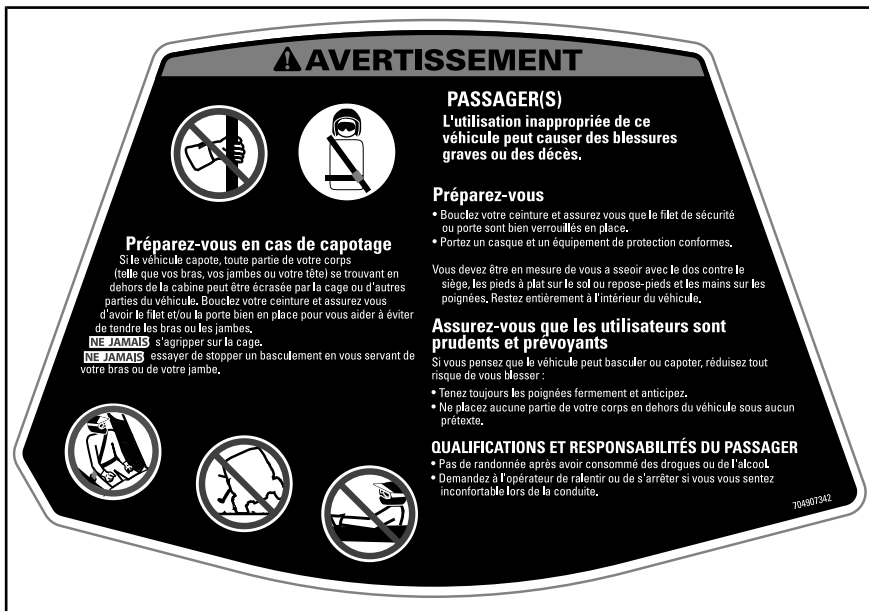 AVERTISSEMENT
Préparez-vous en cas de capotage
Si le véhicule capote, toute partie de votre corps
(telle que vos bras, vos jambes ou votre tête) se trouvant en
dehors de la cabine peut être écrasée par la cage ou d'autres
parties du véhicule. Bouclez votre ceinture et assurez vous
d'avoir le filet et/ou la porte bien en place pour vous aider à éviter
de tendre les bras ou les jambes.
NE JAMAIS s'agripper sur la cage.
NE JAMAIS essayer de stopper un basculement en vous servant de
votre bras ou de votre jambe.
PASSAGER(S)
L'utilisation inappropriée de ce
véhicule peut causer des blessures
graves ou des décès.
Préparez-vous
• Bouclez votre ceinture et assurez vous que le filet de sécurité
ou porte sont bien verrouillés en place.
• Portez un casque et un équipement de protection conformes.
Vous devez être en mesure de vous a sseoir avec le dos contre le
siège, les pieds à plat sur le sol ou repose-pieds et les mains sur les
poignées. Restez entièrement à l'intérieur du véhicule.
Assurez-vous que les utilisateurs sont
prudents et prévoyants
Si vous pensez que le véhicule peut basculer ou capoter, réduisez tout
risque de vous blesser :
• Tenez toujours les poignées fermement et anticipez.
• Ne placez aucune partie de votre corps en dehors du véhicule sous aucun
prétexte.
QUALIFICATIONS ET RESPONSABILITÉS DU PASSAGER
• Pas de randonnée après avoir consommé des drogues ou de l'alcool.
• Demandez à l'opérateur de ralentir ou de s'arrêter si vous vous sentez
inconfortable lors de la conduite.
704907342